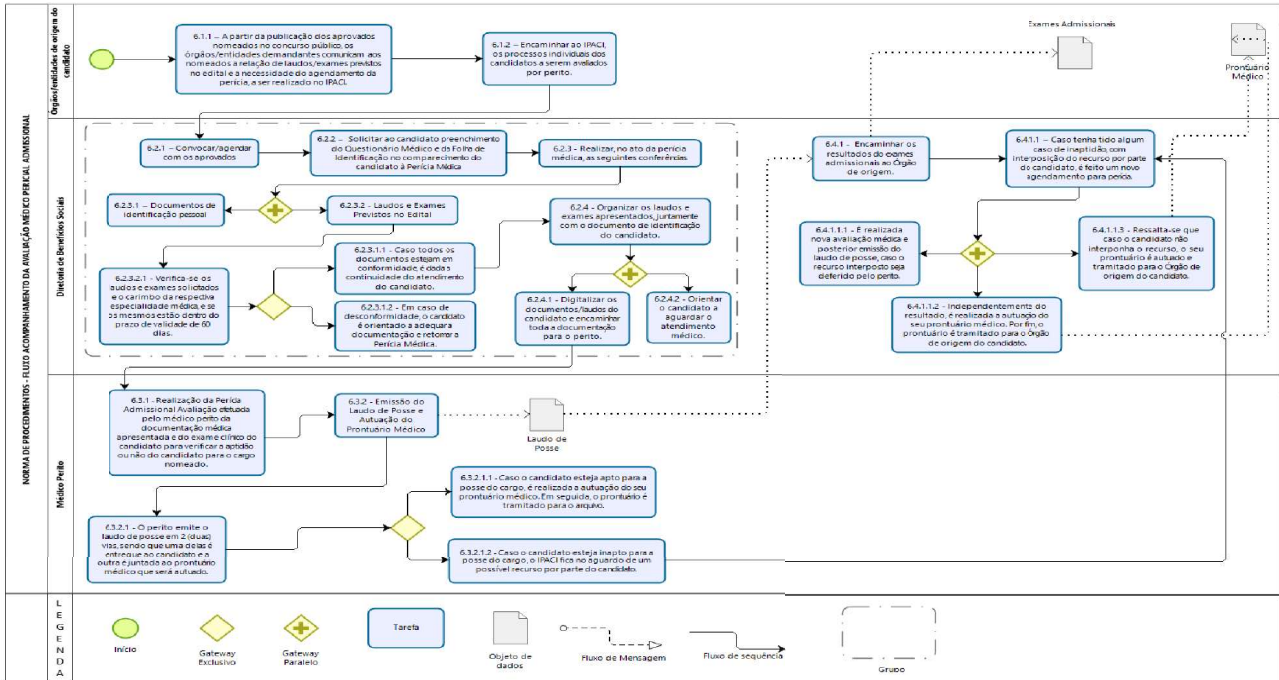 NORMA DE PROCEDIMENTOS - FLUXO ACOMPANHAMENTO DA AVALIAÇÃO MÉDICO PERICIAL ADMISSIONAL
Órgãos/entidades de origem do
candidato
6.1.1 – A partir da publicação dos aprovados
nomeados no concurso público, os
órgãos/entidades demandantes comunicam aos
nomeados a relação de laudos/exames previstos
no edital e a necessidade do agendamento da
perícia, a ser realizado no IPACI.
6.1.2 – Encaminhar ao IPACI,
os processos individuais dos
candidatos a serem avaliados
por perito.
Exames Admissionais
Prontuário
Médico
Diretoria de Benefícios Sociais
6.2.1 – Convocar/agendar
com os aprovados
6.2.2 – Solicitar ao candidato preenchimento
do Questionário Médico e da Folha de
Identificação no comparecimento do
candidato à Perícia Médica
6.2.3 - Realizar, no ato da perícia
médica, as seguintes conferências
6.2.3.1 – Documentos de
identificação pessoal
6.2.3.2 - Laudos e Exames
Previstos no Edital
6.2.4 - Organizar os laudos e
exames apresentados, juntamente
com o documento de identificação
do candidato.
6.2.3.2.1 - Verifica-se os
laudos e exames solicitados
e o carimbo da respectiva
especialidade médica, e se
os mesmos estão dentro do
prazo de validade de 60
dias.
6.2.3.1.1 - Caso todos os
documentos estejam em
conformidade, é dada a
continuidade do atendimento
do candidato.
6.2.3.1.2 - Em caso de
desconformidade, o candidato
é orientado a adequar a
documentação e retornar a
Perícia Médica.
6.2.4.1 - Digitalizar os
documentos/laudos do
candidato e encaminhar
toda a documentação
para o perito.
6.2.4.2 - Orientar
o candidato a
aguardar o
atendimento
médico.
6.4.1 - Encaminhar os
resultados do exames
admissionais ao Órgão
de origem.
6.4.1.1 – Caso tenha tido algum
caso de inaptidão, com
interposição do recurso por parte
do candidato, é feito um novo
agendamento para perícia.
6.4.1.1.1 - É realizada
nova avaliação médica e
posterior emissão do
laudo de posse, caso o
recurso interposto seja
deferido pelo perito.
6.4.1.1.3 - Ressalta-se que
caso o candidato não
interponha o recurso, o seu
prontuário é autuado e
tramitado para o Órgão de
origem do candidato.
6.4.1.1.2 - Independentemente do
resultado, é realizada a autuação do
seu prontuário médico. Por fim, o
prontuário é tramitado para o Órgão
de origem do candidato.
Médico Perito
6.3.1 - Realização da Perícia
Admissional Avaliação efetuada
pelo médico perito da
documentação médica
apresentada e do exame clínico do
candidato para verificar a aptidão
ou não do candidato para o cargo
nomeado.
6.3.2 - Emissão do
Laudo de Posse e
Autuação do
Prontuário Médico
Laudo de
Posse
6.3.2.1 - O perito emite o
laudo de posse em 2 (duas)
vias, sendo que uma delas é
entregue ao candidato e a
outra é juntada ao prontuário
médico que será autuado.
6.3.2.1.1 - Caso o candidato esteja apto para a
posse do cargo, é realizada a autuação do seu
prontuário médico. Em seguida, o prontuário é
tramitado para o arquivo.
6.3.2.1.2 - Caso o candidato esteja inapto para a
posse do cargo, o IPACI fica no aguardo de um
possível recurso por parte do candidato.
LEGENDA
Início
Gateway
Exclusivo
Gateway
Paralelo
Tarefa
Objeto de
dados
Fluxo de Mensagem
Fluxo de sequência
Grupo